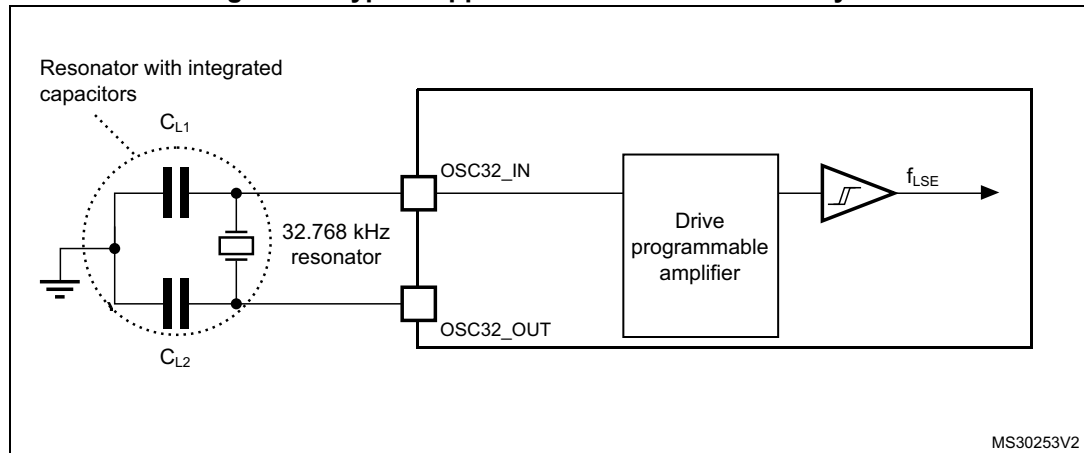 Resonator with integrated
capacitors
CL1
OSC32_IN
fLSE
Drive
programmable
amplifier
32.768 kHz
resonator
OSC32_OUT
CL2
MS30253V2